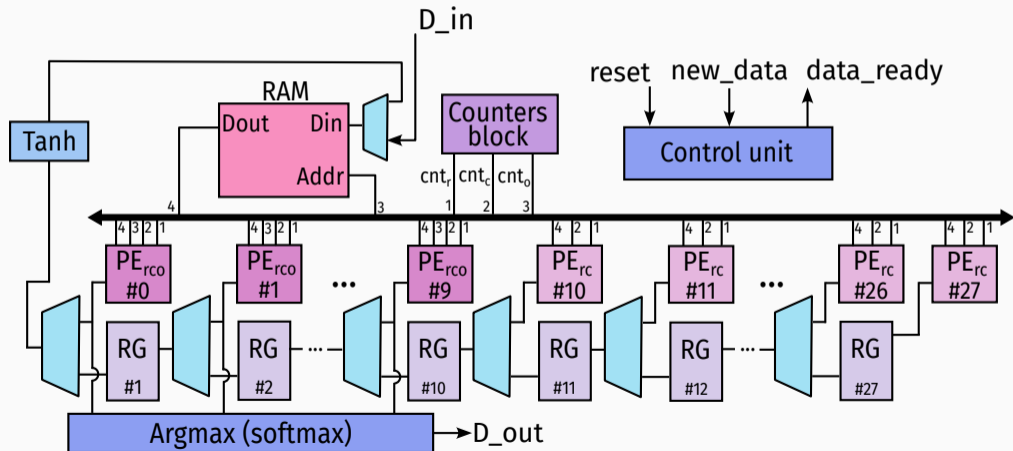 D_in
reset new_data data_ready
RAM
Tanh
Dout Din
Addr
Counters
block
Control unit
cnt_r cnt_c cnt_o
4 3 1 2 3
4 3 2 1 4 3 2 1 4 3 2 1 4 2 1 4 2 1 4 2 1 4 2 1
PE_rco PE_rco PE_rco PE_rc PE_rc PE_rc PE_rc
#0 #1 ... #9 #10 #11 ... #26 #27
RG RG ... RG RG RG ... RG
#1 #2 #10 #11 #12 #27
Argmax (softmax) D_out